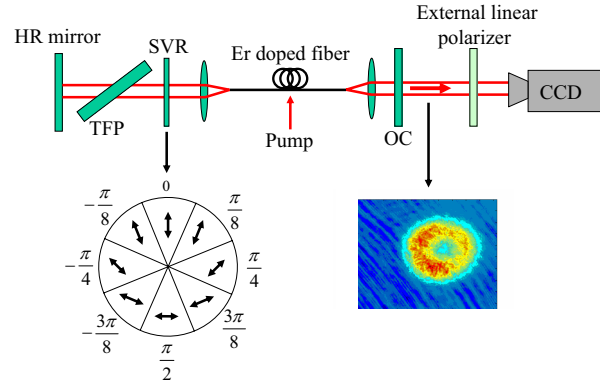 External linear
polarizer
HR mirror
SVR
Er doped fiber
TFP
Pump
OC
CCD
0
-π/8
π/8
-π/4
π/4
-3π/8
3π/8
π/2